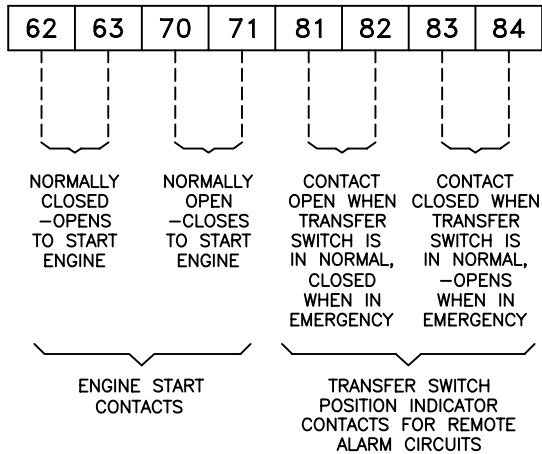 62 63 70 71 81 82 83 84
NORMALLY
CLOSED
-OPENS
TO START
ENGINE
NORMALLY
OPEN
-CLOSES
TO START
ENGINE
CONTACT
OPEN WHEN
TRANSFER
SWITCH IS
IN NORMAL,
CLOSED
WHEN IN
EMERGENCY
CONTACT
CLOSED WHEN
TRANSFER
SWITCH IS
IN NORMAL,
-OPENS
WHEN IN
EMERGENCY
ENGINE START
CONTACTS
TRANSFER SWITCH
POSITION INDICATOR
CONTACTS FOR REMOTE
ALARM CIRCUITS